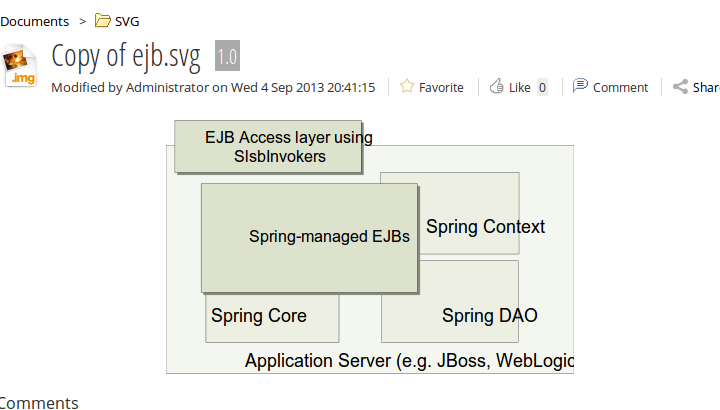 Documents > SVG
Copy of ejb.svg 1.0
.img
Modified by Administrator on Wed 4 Sep 2013 20:41:15 Favorite Like 0 Comment Shar
EJB Access layer using
SlsbInvokers
Spring Context
Spring-managed EJBs
Spring Core
Spring DAO
Application Server (e.g. JBoss, WebLogic
Comments